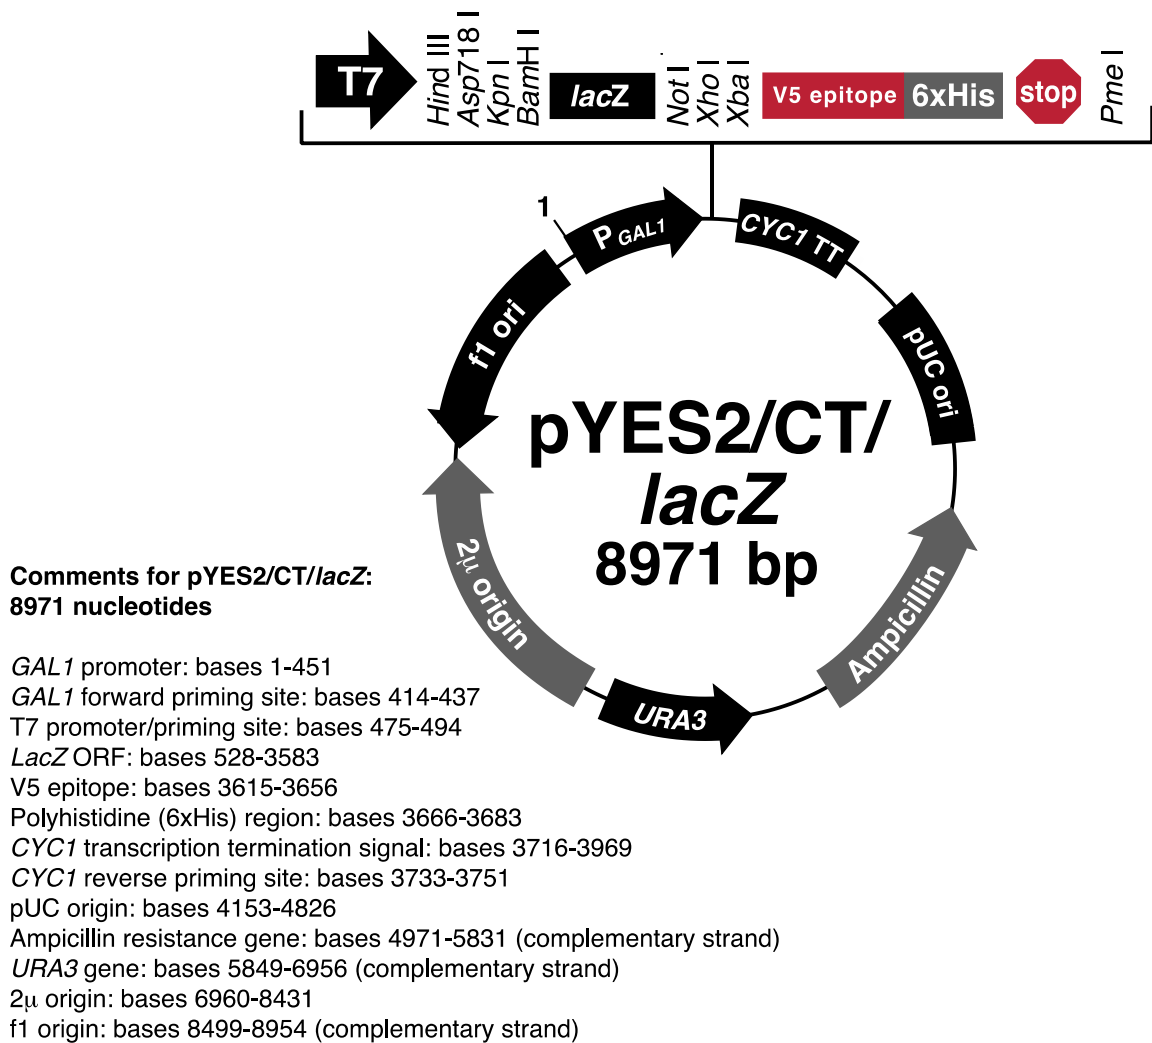 T7
Hind III
Asp718 I
Kpn I
BamH I
lacZ
Not I
Xho I
Xba I
V5 epitope
6xHis
stop
Pme I
1
P GAL1
CYC1 TT
pUC ori
Ampicillin
URA3
2µ origin
f1 ori
pYES2/CT/
lacZ
8971 bp
Comments for pYES2/CT/lacZ:
8971 nucleotides
GAL1 promoter: bases 1-451
GAL1 forward priming site: bases 414-437
T7 promoter/priming site: bases 475-494
LacZ ORF: bases 528-3583
V5 epitope: bases 3615-3656
Polyhistidine (6xHis) region: bases 3666-3683
CYC1 transcription termination signal: bases 3716-3969
CYC1 reverse priming site: bases 3733-3751
pUC origin: bases 4153-4826
Ampicillin resistance gene: bases 4971-5831 (complementary strand)
URA3 gene: bases 5849-6956 (complementary strand)
2µ origin: bases 6960-8431
f1 origin: bases 8499-8954 (complementary strand)